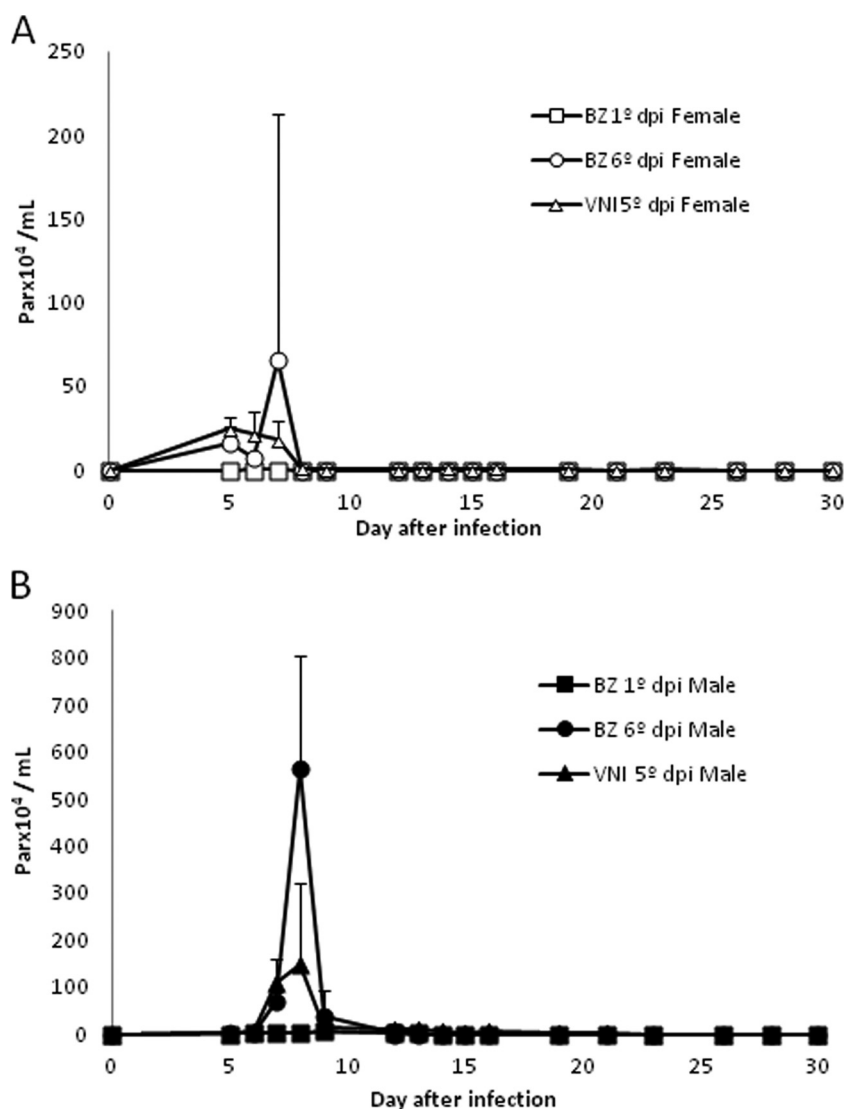 A
250
200
150
100
50
0
Parx10⁴ /mL
BZ 1º dpi Female
BZ 6º dpi Female
VNI 5º dpi Female
0 5 10 15 20 25 30
Day after infection
B
900
800
700
600
500
400
300
200
100
0
Parx10⁴ / mL
BZ 1º dpi Male
BZ 6º dpi Male
VNI 5º dpi Male
0 5 10 15 20 25 30
Day after infection